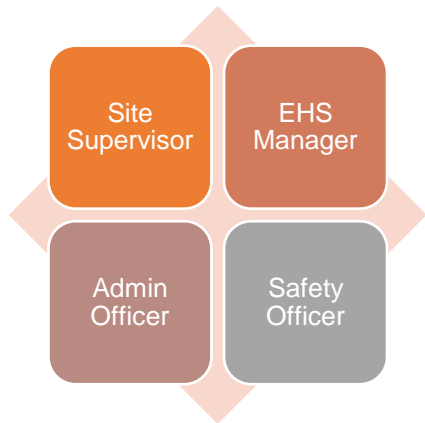 Site
Supervisor
EHS
Manager
Admin
Officer
Safety
Officer